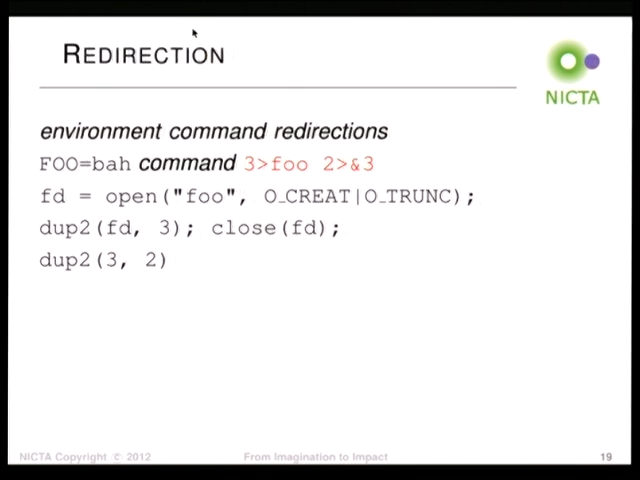 REDIRECTION
NICTA
environment command redirections
FOO=bah command 3>foo 2>&3
fd = open("foo", O_CREAT|O_TRUNC);
dup2(fd, 3); close(fd);
dup2(3, 2)
NICTA Copyright © 2012
From Imagination to Impact
19